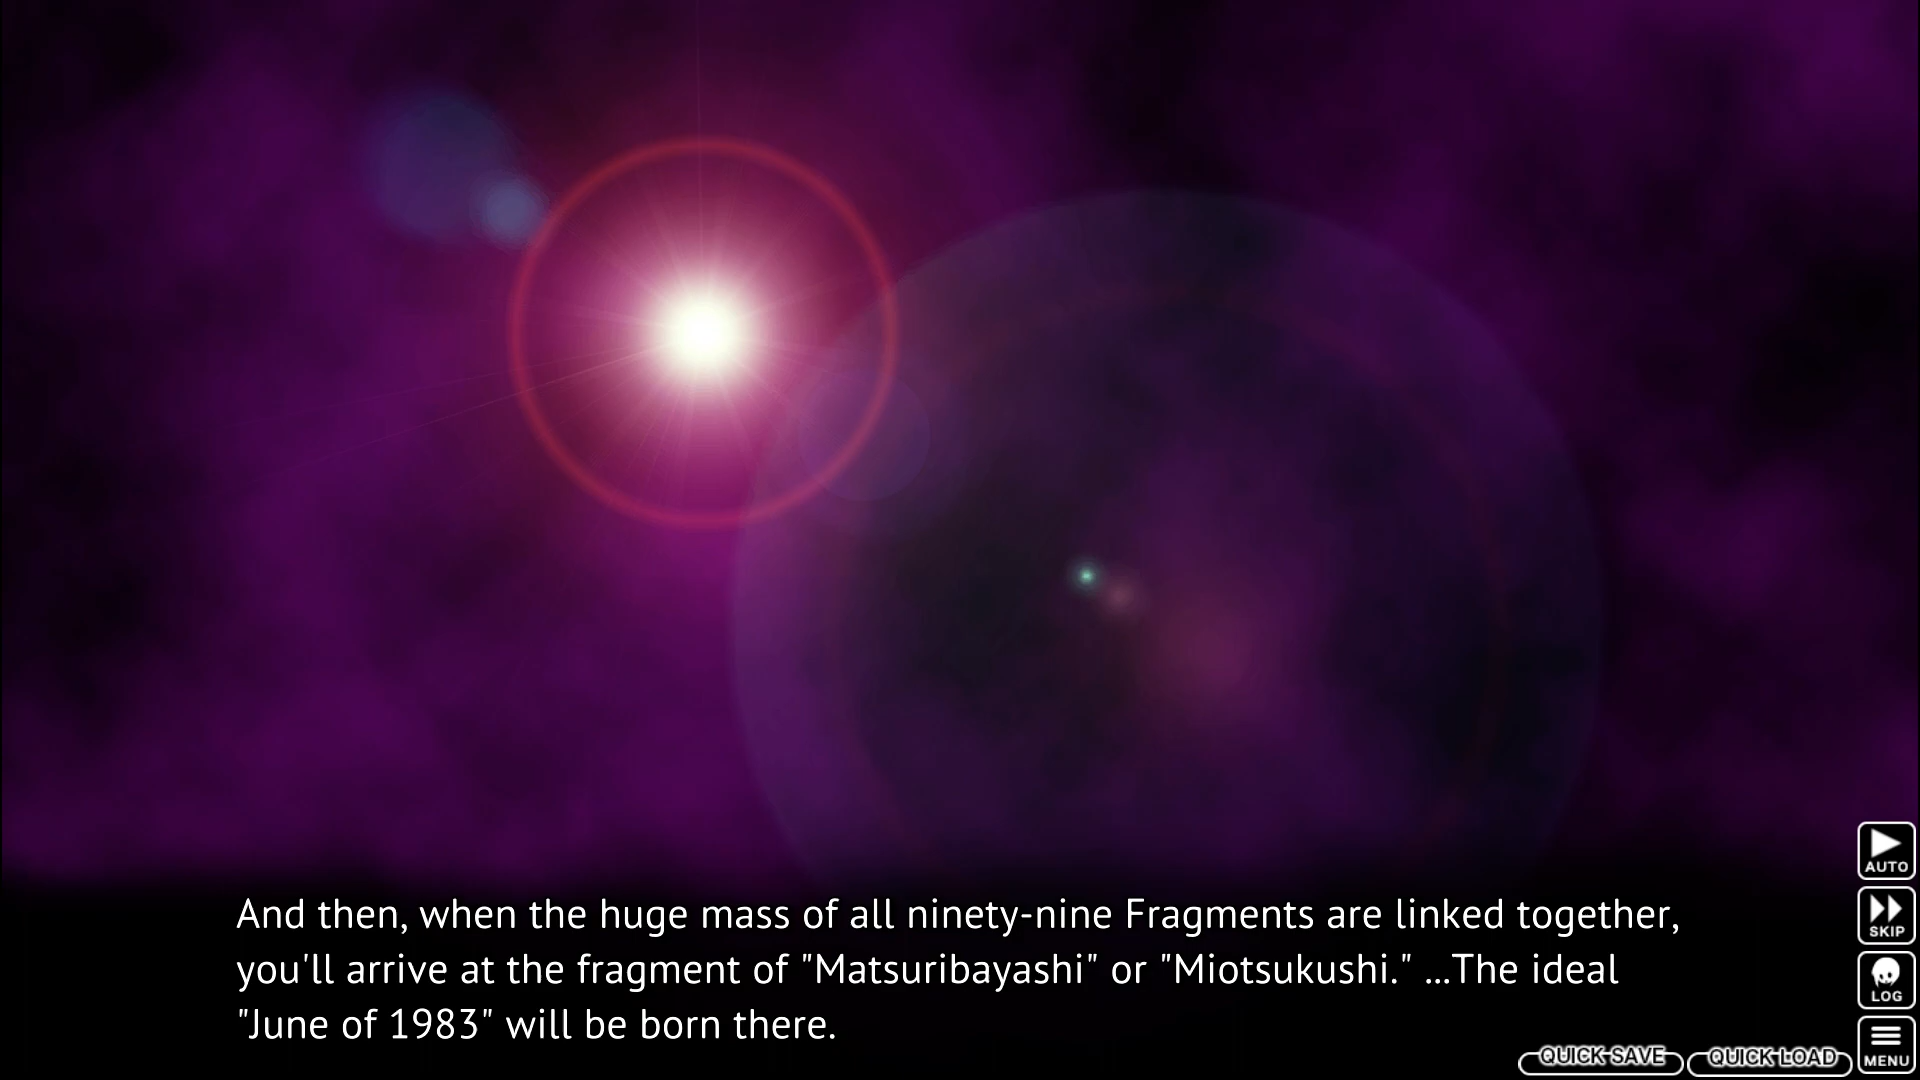 And then, when the huge mass of all ninety-nine Fragments are linked together,
you'll arrive at the fragment of "Matsuribayashi" or "Miotsukushi." ...The ideal
"June of 1983" will be born there.
AUTO
SKIP
LOG
MENU
QUICK SAVE
QUICK LOAD